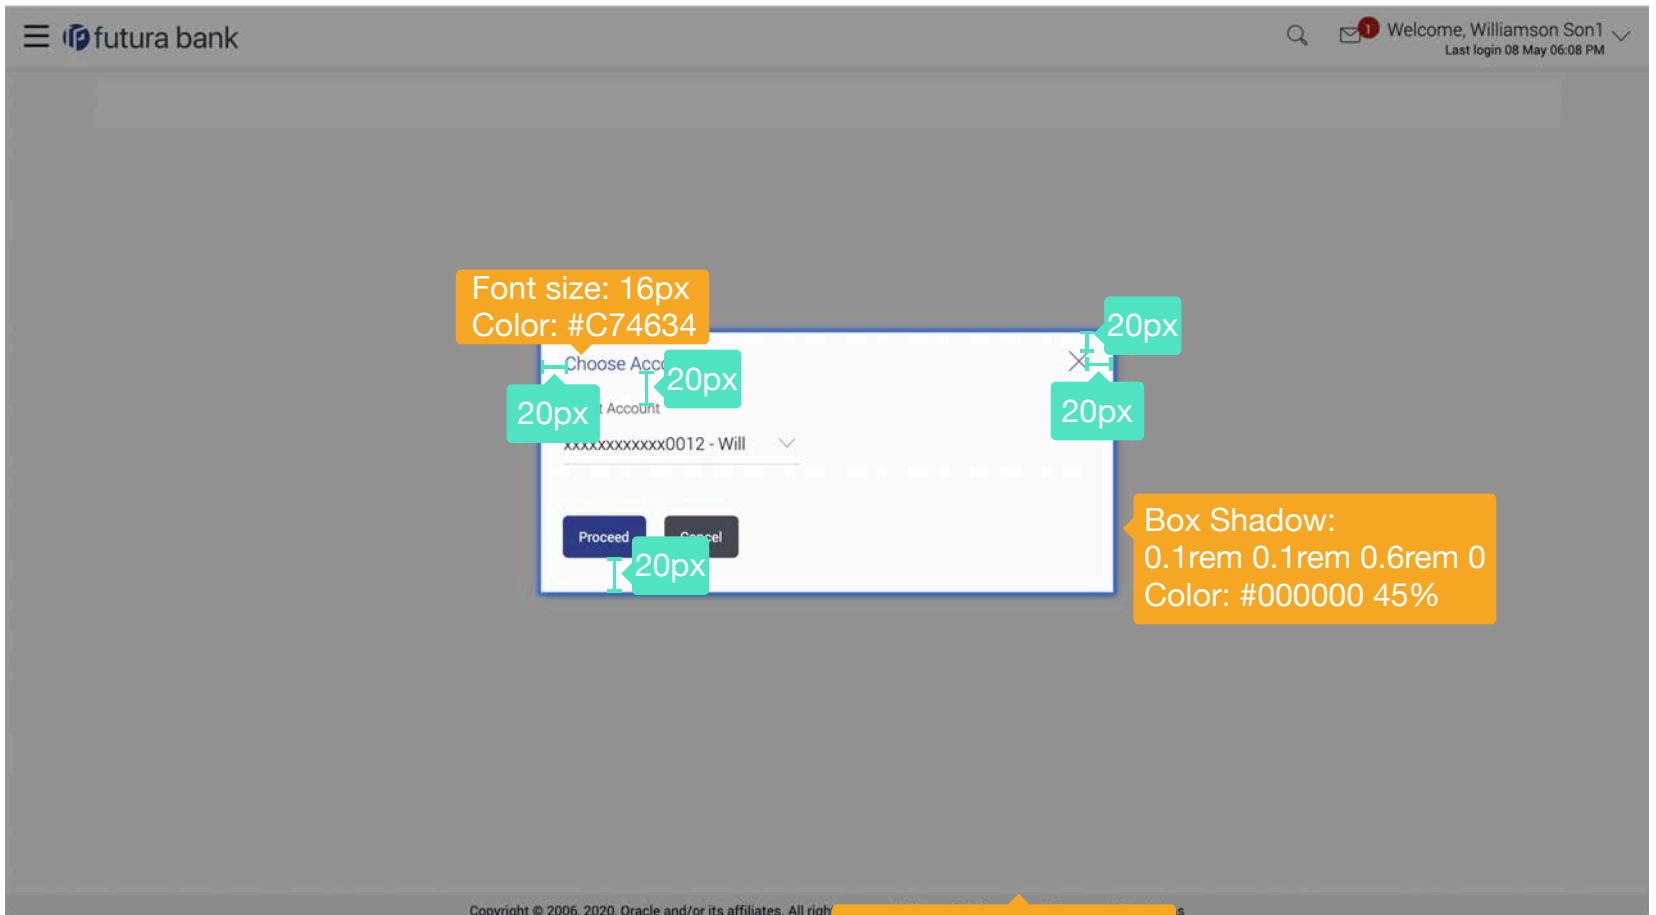 futura bank
1
Welcome, Williamson Son1
Last login 08 May 06:08 PM
Font size: 16px
Color: #C74634
20px
Choose
20px
20px
20px
Account
xxxxxxxxxxxx0012 - Will
Box Shadow:
0.1rem 0.1rem 0.6rem 0
Color: #000000 45%
Proceed
Cancel
20px
Copyright © 2006, 2020, Oracle and/or its affiliates. All